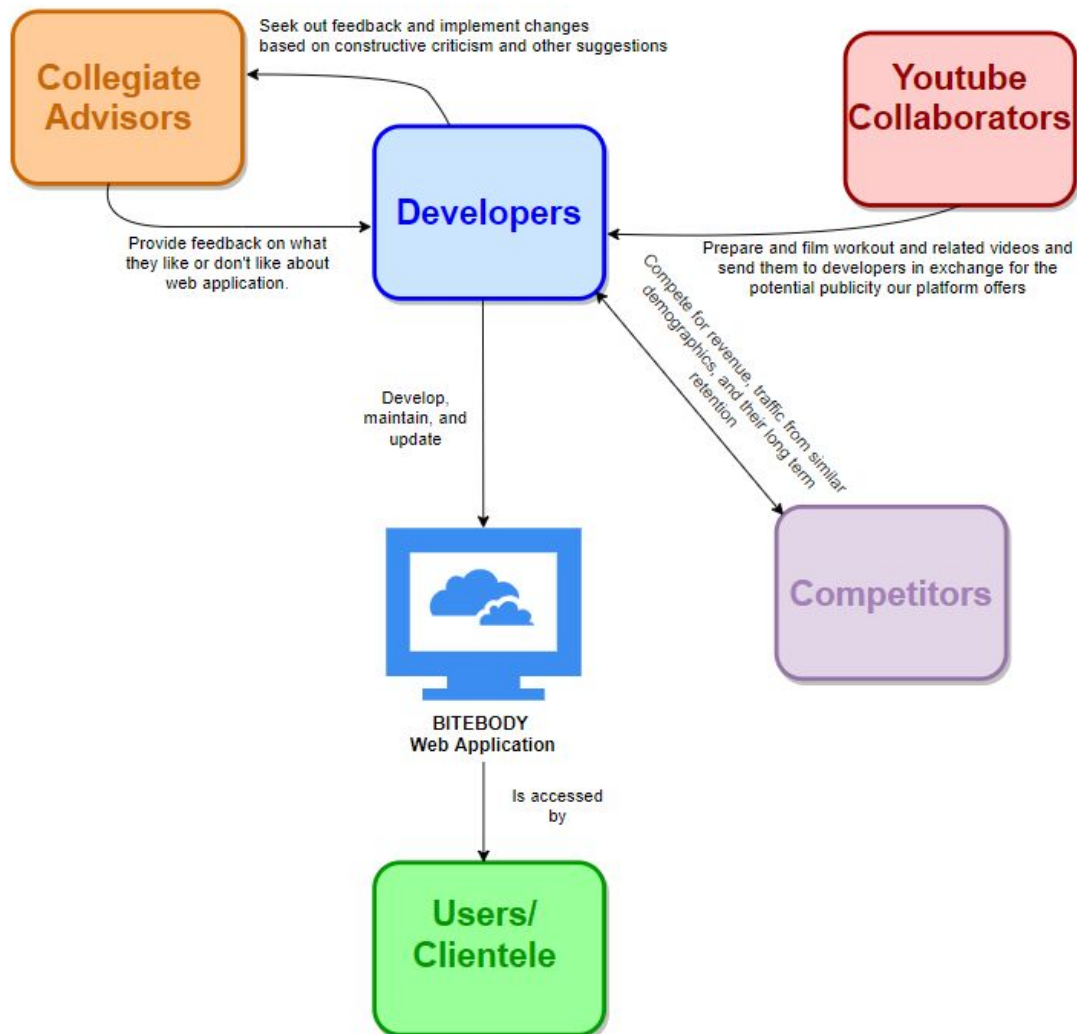 Seek out feedback and implement changes
based on constructive criticism and other suggestions
Collegiate
Advisors
Youtube
Collaborators
Developers
Provide feedback on what
they like or don't like about
web application.
Prepare and film workout and related videos and
send them to developers in exchange for the
potential publicity our platform offers
Compete for revenue, traffic from similar
demographics, and their long term
retention
Develop,
maintain, and
update
Competitors
BITEBODY
Web Application
Is accessed
by
Users/
Clientele